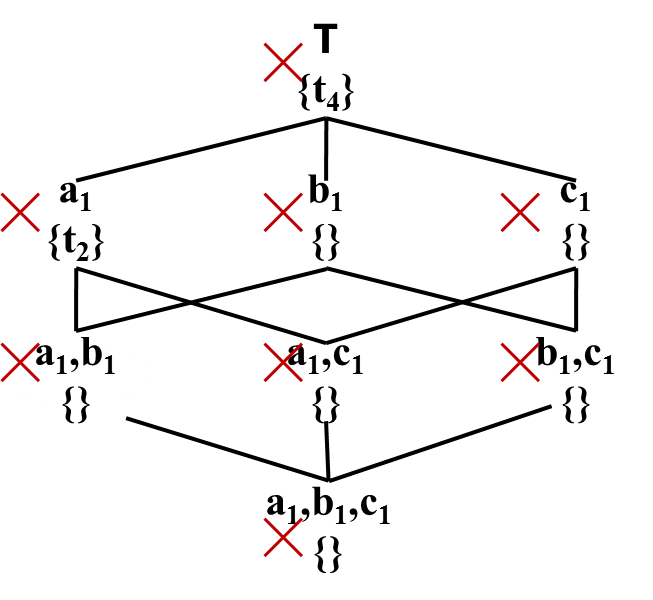 T
{t₄}
a₁ b₁ c₁
{t₂} {} {}
a₁,b₁ a₁,c₁ b₁,c₁
{} {} {}
a₁,b₁,c₁
{}